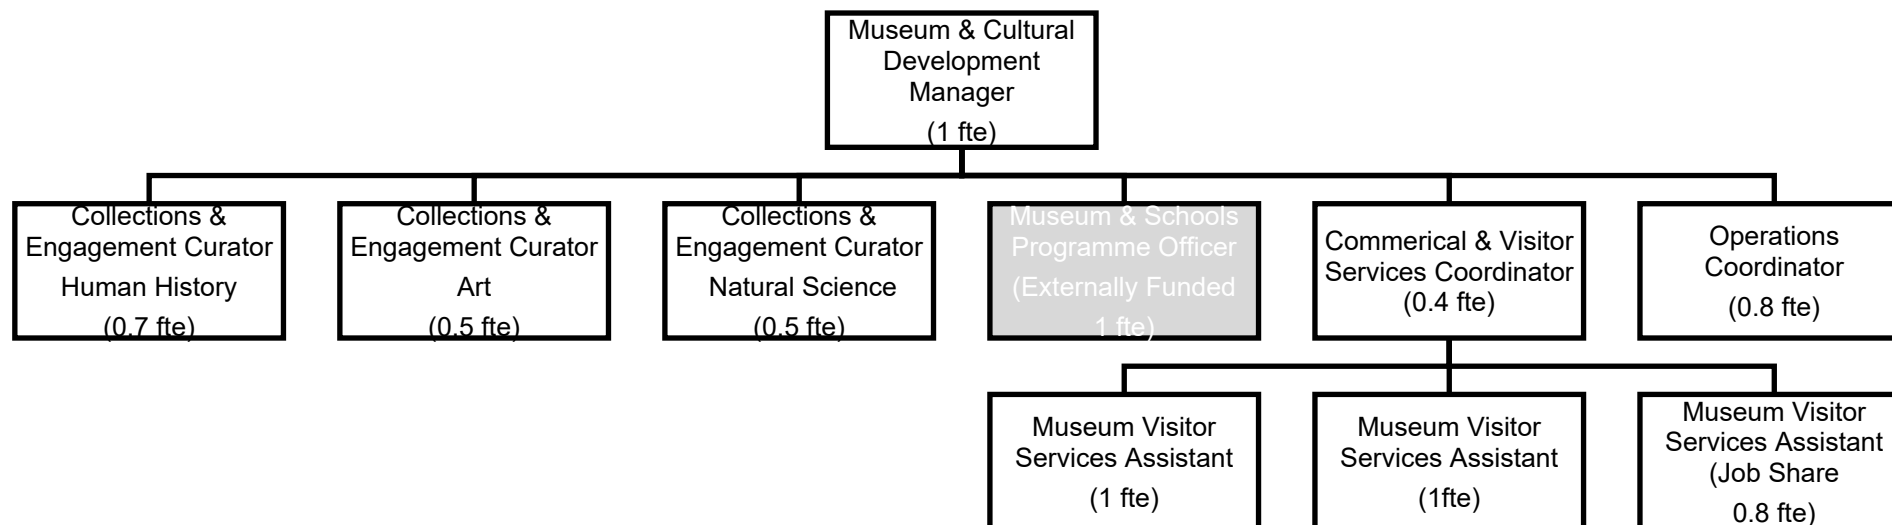 Museum & Cultural
Development
Manager
(1 fte)
Collections &
Engagement Curator
Human History
(0.7 fte)
Collections &
Engagement Curator
Art
(0.5 fte)
Collections &
Engagement Curator
Natural Science
(0.5 fte)
Museum & Schools
Programme Officer
(Externally Funded
1 fte)
Commerical & Visitor
Services Coordinator
(0.4 fte)
Operations
Coordinator
(0.8 fte)
Museum Visitor
Services Assistant
(1 fte)
Museum Visitor
Services Assistant
(1fte)
Museum Visitor
Services Assistant
(Job Share
0.8 fte)